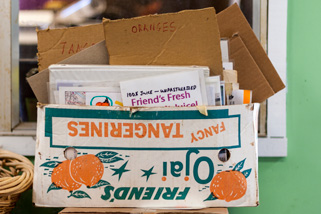 ORANGES
100% Juice - UNPASTEURIZED
Friend's Fresh
FANCY
TANGERINES
Ojai
FRIEND'S